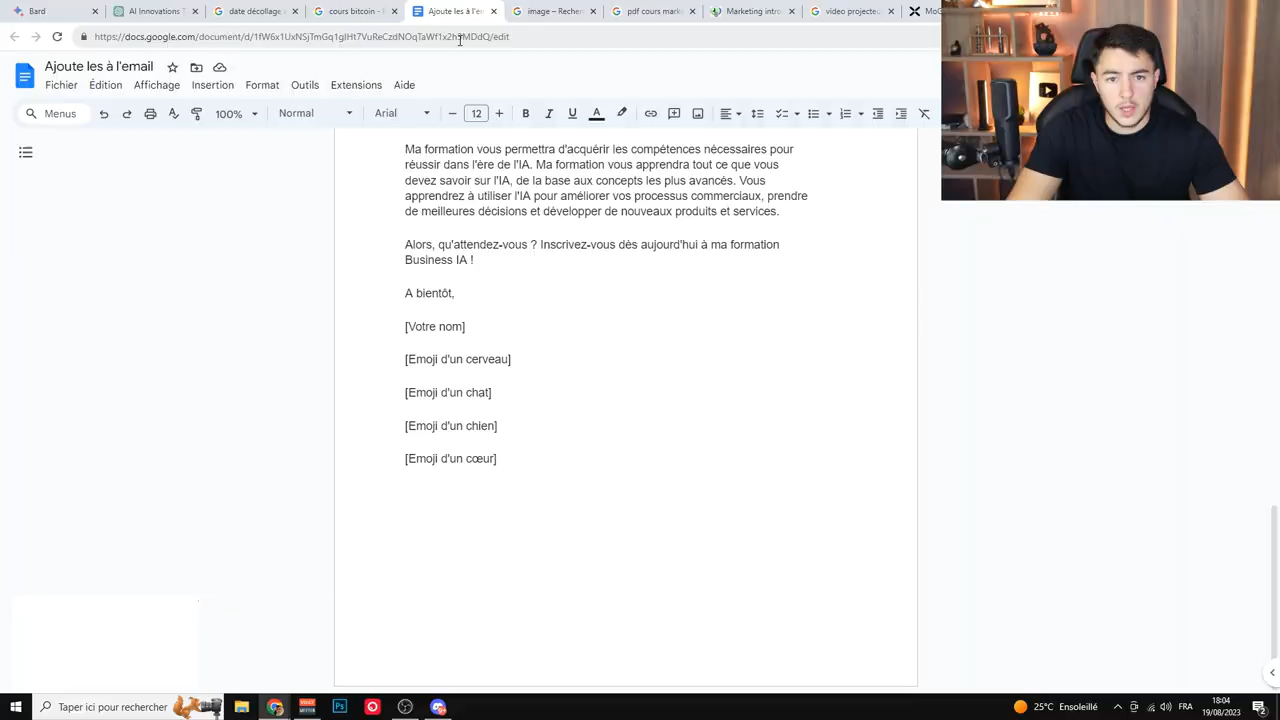 Bard
AI Innovations T
date décollage
cours bitcoin -
Ajoute les à l'e
image – Recher
pdf cours marke
Marketing intro
video projecteu
Mo
https://docs.google.com/document/d/
/edit
Ajoute les à l'email
Fichier Édition Affichage Insertion Format Outils Extensions Aide
Menus 100% Normal Arial 12 B I U A
Ma formation vous permettra d'acquérir les compétences nécessaires pour
réussir dans l'ère de l'IA. Ma formation vous apprendra tout ce que vous
devez savoir sur l'IA, de la base aux concepts les plus avancés. Vous
apprendrez à utiliser l'IA pour améliorer vos processus commerciaux, prendre
de meilleures décisions et développer de nouveaux produits et services.
Alors, qu'attendez-vous ? Inscrivez-vous dès aujourd'hui à ma formation
Business IA !
A bientôt,
[Votre nom]
[Emoji d'un cerveau]
[Emoji d'un chat]
[Emoji d'un chien]
[Emoji d'un cœur]
Taper ici pour rechercher
Ps
25°C Ensoleillé
FRA
18:04
19/08/2023
2